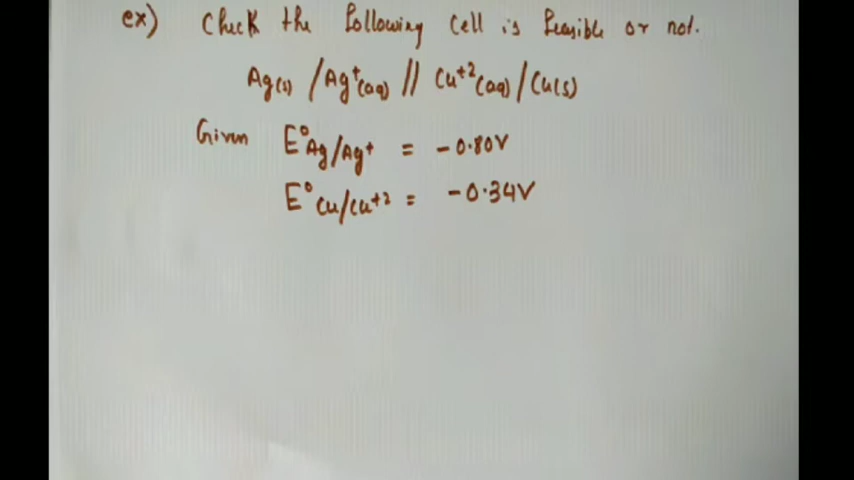 ex) Check the following cell is feasible or not.
Ag(s) / Ag⁺(aq) // Cu⁺²(aq) / Cu(s)
Given E°Ag/Ag⁺ = -0.80V
E°Cu/Cu⁺² = -0.34V